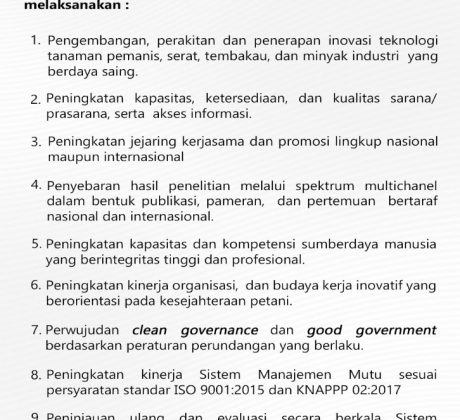 melaksanakan :
1. Pengembangan, perakitan dan penerapan inovasi teknologi
tanaman pemanis, serat, tembakau, dan minyak industri yang
berdaya saing.
2. Peningkatan kapasitas, ketersediaan, dan kualitas sarana/
prasarana, serta akses informasi.
3. Peningkatan jejaring kerjasama dan promosi lingkup nasional
maupun internasional
4. Penyebaran hasil penelitian melalui spektrum multichanel
dalam bentuk publikasi, pameran, dan pertemuan bertaraf
nasional dan internasional.
5. Peningkatan kapasitas dan kompetensi sumberdaya manusia
yang berintegritas tinggi dan profesional.
6. Peningkatan kinerja organisasi, dan budaya kerja inovatif yang
berorientasi pada kesejahteraan petani.
7. Perwujudan clean governance dan good government
berdasarkan peraturan perundangan yang berlaku.
8. Peningkatan kinerja Sistem Manajemen Mutu sesuai
persyaratan standar ISO 9001:2015 dan KNAPPP 02:2017
9. Peninjauan ulang dan evaluasi secara berkala Sistem